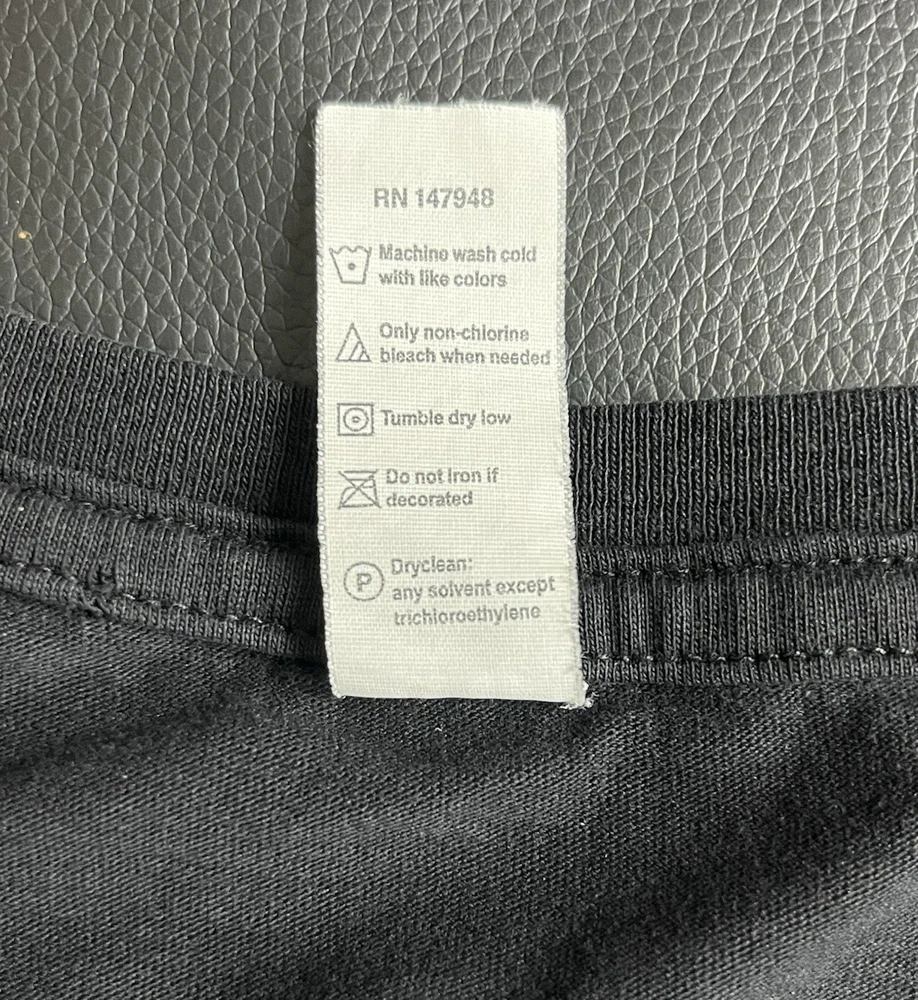 RN 147948
Machine wash cold
with like colors
Only non-chlorine
bleach when needed
Tumble dry low
Do not Iron if
decorated
P
Dryclean:
any solvent except
trichloroethylene